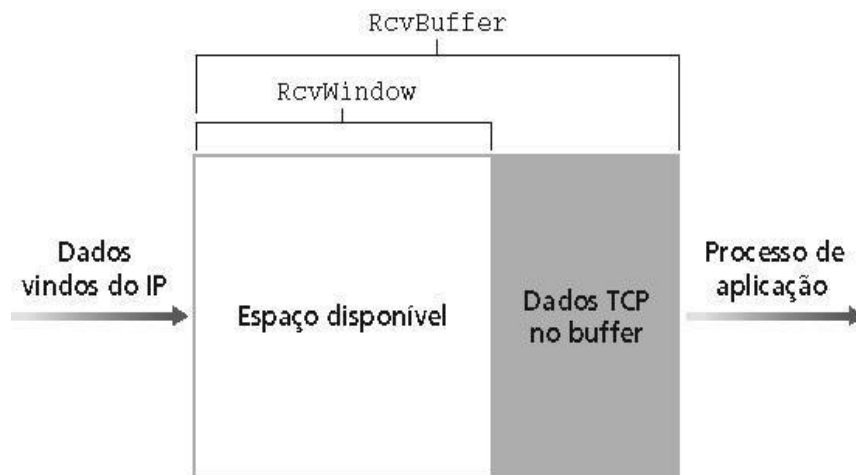 RcvBuffer
RcvWindow
Dados
vindos do IP
Espaço disponível
Dados TCP
no buffer
Processo de
aplicação